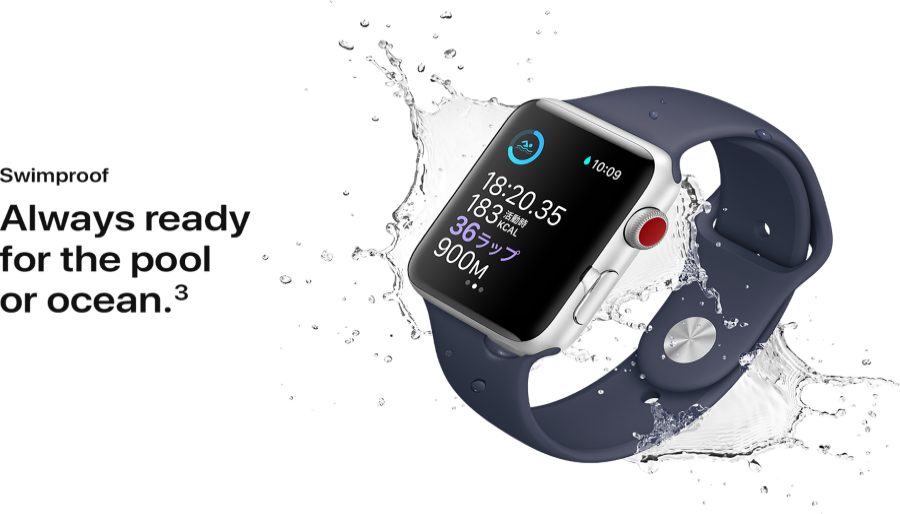 Swimproof
Always ready
for the pool
or ocean.³
10:09
18:20.35
183 活動時 KCAL
36ラップ
900M